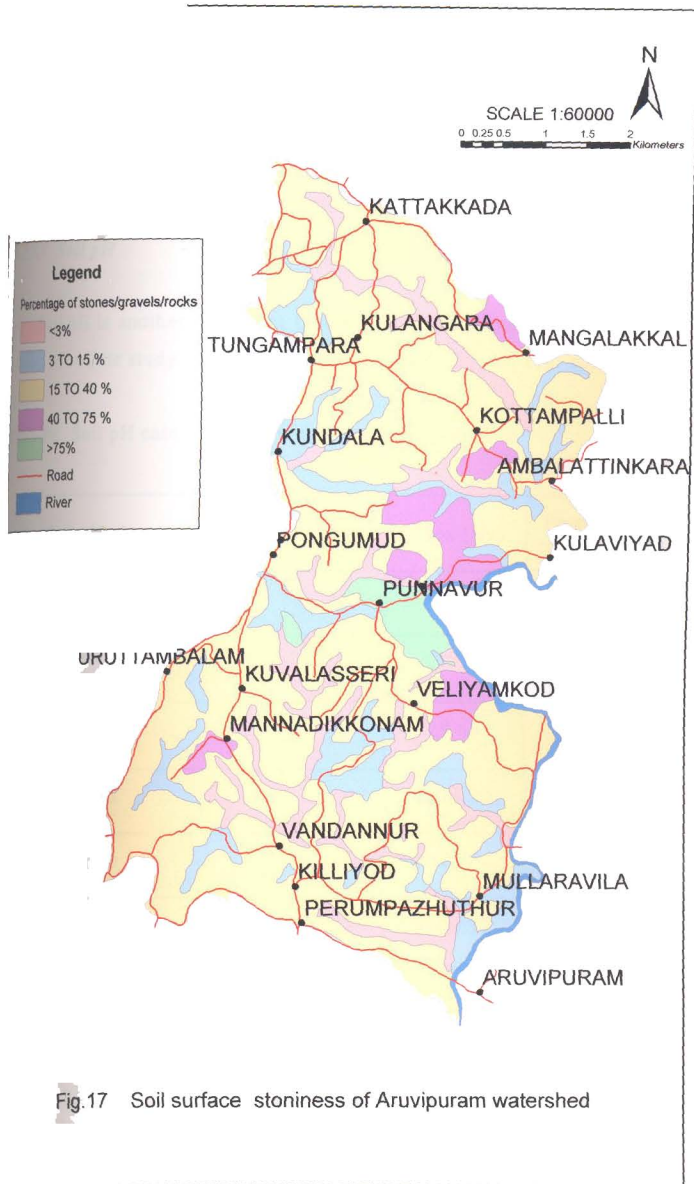 N
SCALE 1:60000
0 0.25 0.5 1 1.5 2
Kilometers
KATTAKKADA
Legend
Percentage of stones/gravels/rocks
<3%
3 TO 15 %
15 TO 40 %
40 TO 75 %
>75%
Road
River
KULANGARA
MANGALAKKAL
TUNGAMPARA
KOTTAMPALLI
KUNDALA
AMBALATTINKARA
PONGUMUD
KULAVIYAD
PUNNAVUR
URUTTAMBALAM
KUVALASSERI
VELIYAMKOD
MANNADIKKONAM
VANDANNUR
KILLIYOD
MULLARAVILA
PERUMPAZHUTHUR
ARUVIPURAM
Fig.17 Soil surface stoniness of Aruvipuram watershed